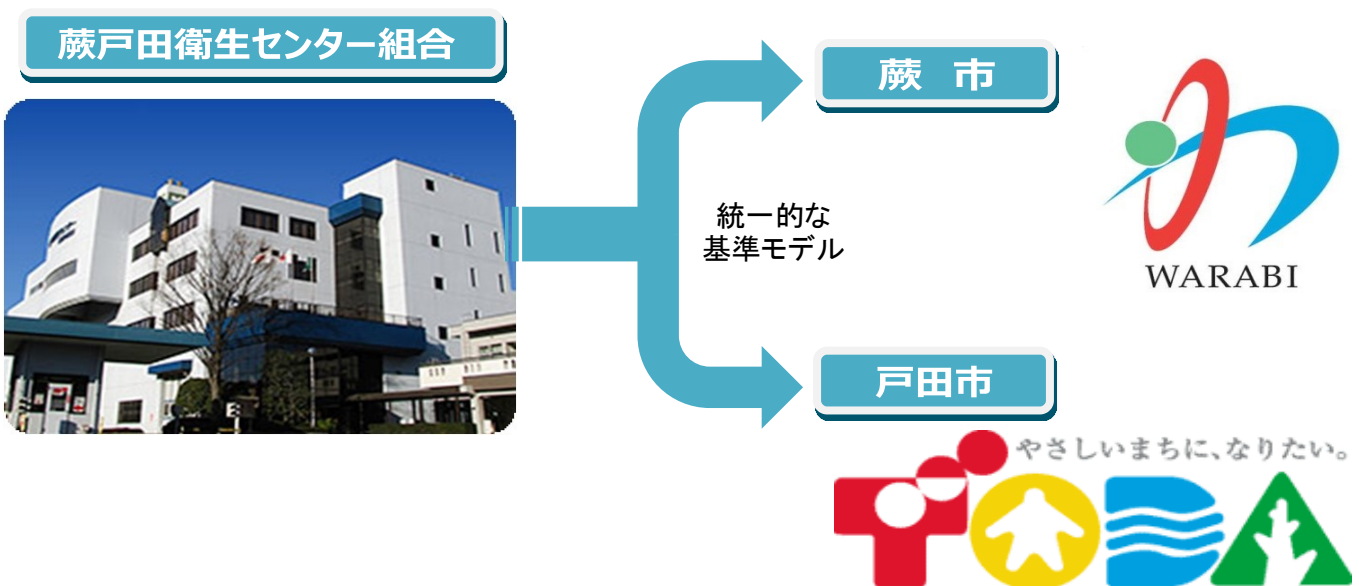 蕨戸田衛生センター組合
蕨 市
統一的な
基準モデル
WARABI
戸田市
やさしいまちに、なりたい。
TODA